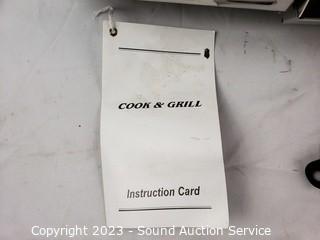 COOK & GRILL
Instruction Card
Copyright 2023 - Sound Auction Service